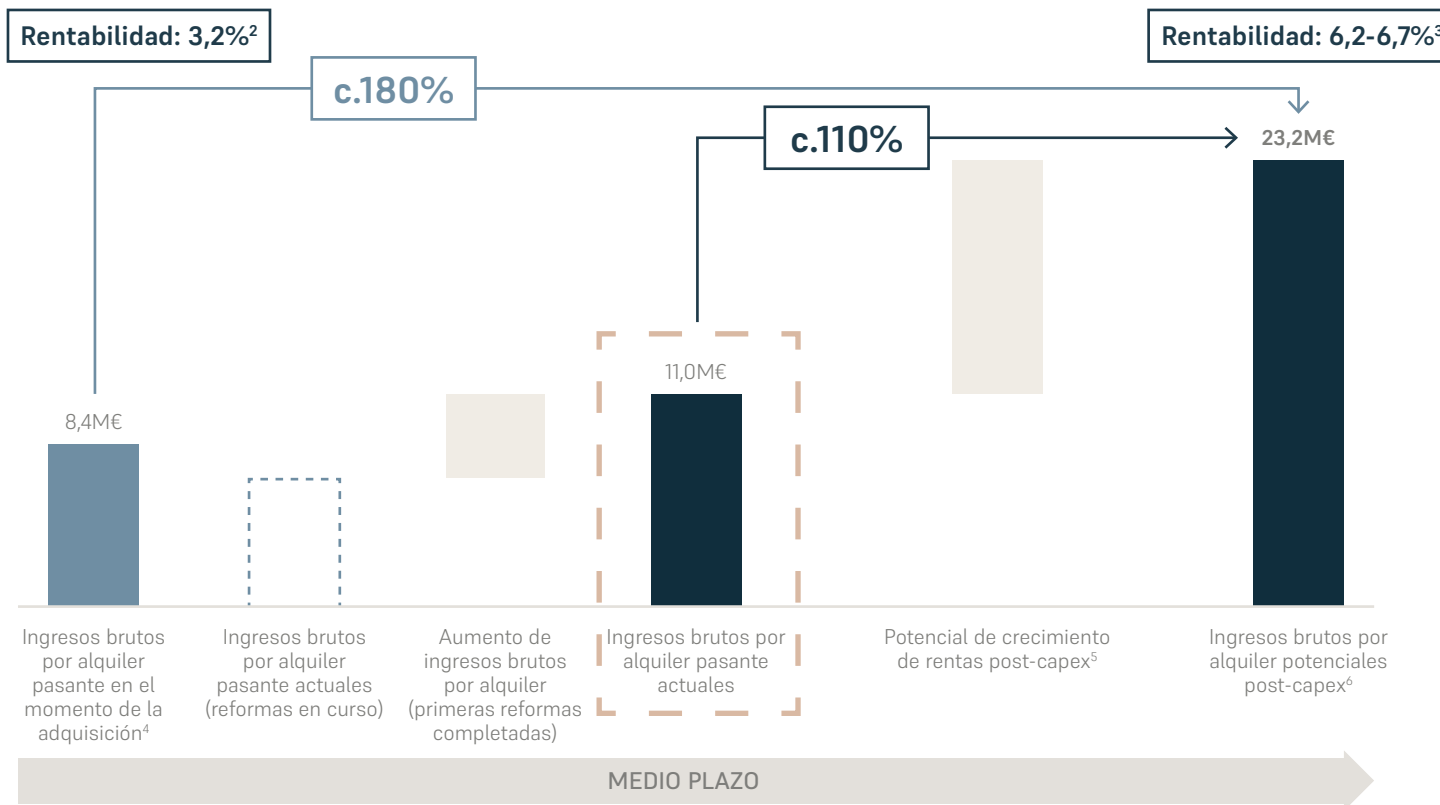 Rentabilidad: 3,2%²
Rentabilidad: 6,2-6,7%³
c.180%
c.110%
23,2M€
11,0M€
8,4M€
Ingresos brutos
por alquiler
pasante en el
momento de la
adquisición⁴
Ingresos brutos
por alquiler
pasante actuales
(reformas en curso)
Aumento de
ingresos brutos
por alquiler
(primeras reformas
completadas)
Ingresos brutos por
alquiler pasante
actuales
Potencial de crecimiento
de rentas post-capex⁵
Ingresos brutos por
alquiler potenciales
post-capex⁶
MEDIO PLAZO